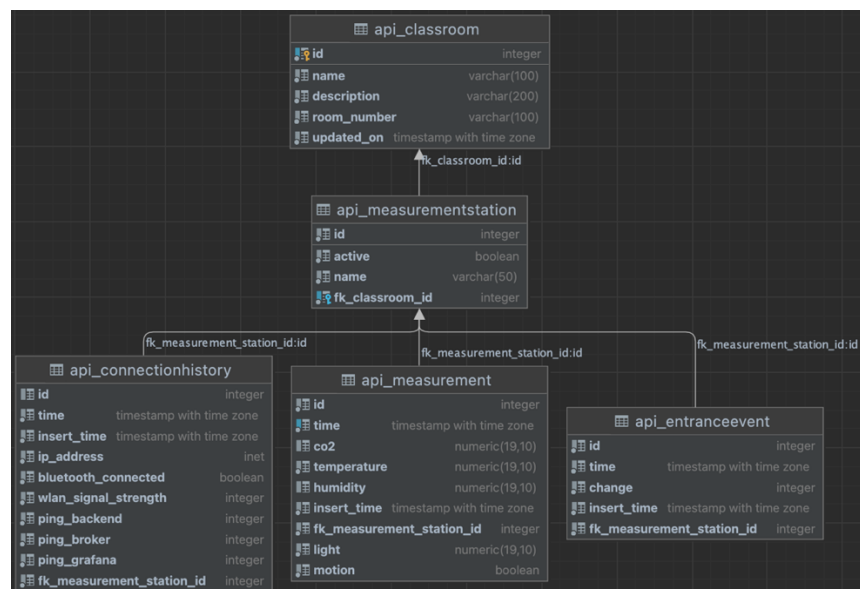 api_classroom
id integer
name varchar(100)
description varchar(200)
room_number varchar(100)
updated_on timestamp with time zone
fk_classroom_id:id
api_measurementstation
id integer
active boolean
name varchar(50)
fk_classroom_id integer
fk_measurement_station_id:id
fk_measurement_station_id:id
fk_measurement_station_id:id
api_connectionhistory
id integer
time timestamp with time zone
insert_time timestamp with time zone
ip_address inet
bluetooth_connected boolean
wlan_signal_strength integer
ping_backend integer
ping_broker integer
ping_grafana integer
fk_measurement_station_id integer
api_measurement
id integer
time timestamp with time zone
co2 numeric(19,10)
temperature numeric(19,10)
humidity numeric(19,10)
insert_time timestamp with time zone
fk_measurement_station_id integer
light numeric(19,10)
motion boolean
api_entranceevent
id integer
time timestamp with time zone
change integer
insert_time timestamp with time zone
fk_measurement_station_id integer